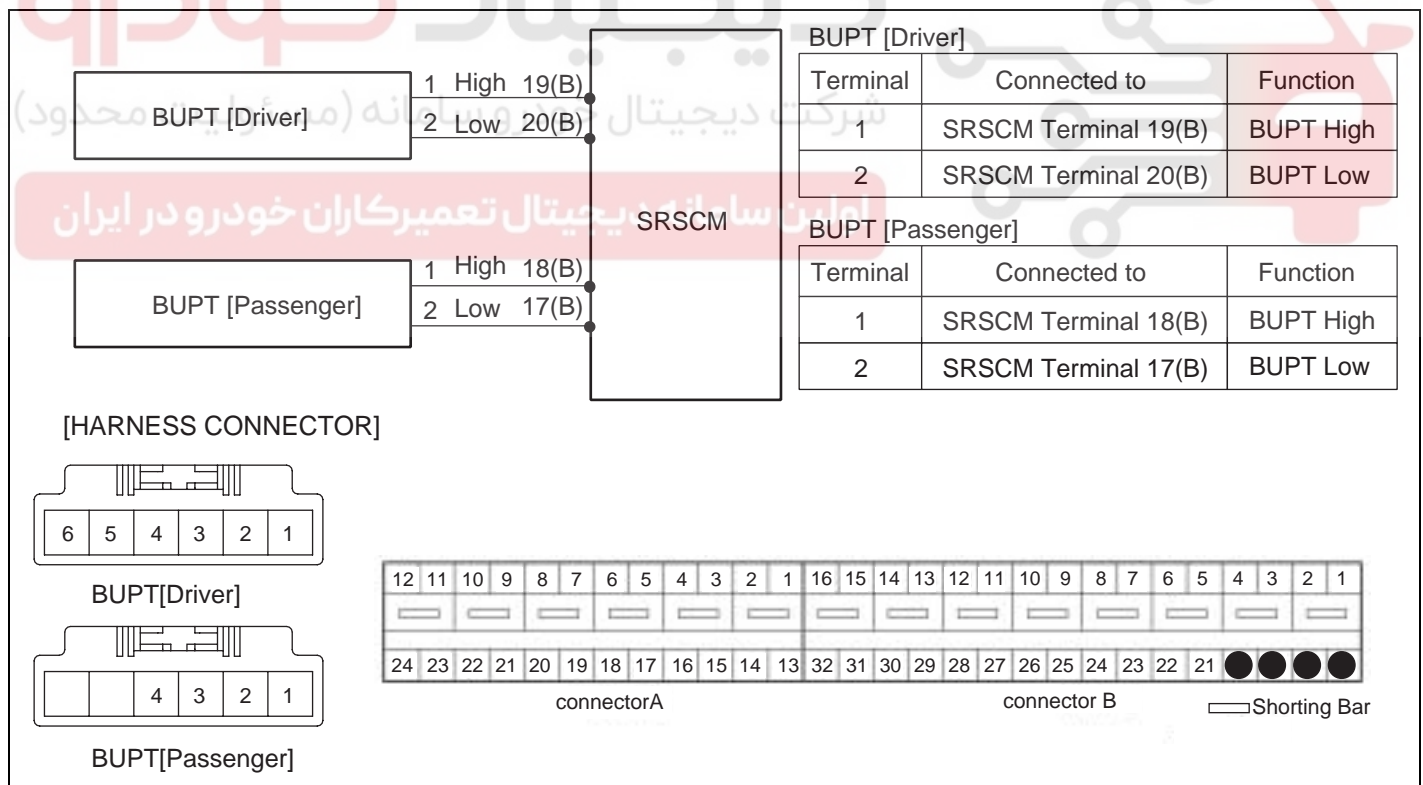 دیجیتال خودرو
شرکت دیجیتال خودرو سامانه (مسئولیت محدود)
اولین سامانه دیجیتال تعمیرکاران خودرو در ایران
BUPT [Driver]
1 High 19(B)
2 Low 20(B)
SRSCM
BUPT [Passenger]
1 High 18(B)
2 Low 17(B)
BUPT [Driver]
Terminal Connected to Function
1 SRSCM Terminal 19(B) BUPT High
2 SRSCM Terminal 20(B) BUPT Low
BUPT [Passenger]
Terminal Connected to Function
1 SRSCM Terminal 18(B) BUPT High
2 SRSCM Terminal 17(B) BUPT Low
[HARNESS CONNECTOR]
6 5 4 3 2 1
BUPT[Driver]
4 3 2 1
BUPT[Passenger]
12 11 10 9 8 7 6 5 4 3 2 1 16 15 14 13 12 11 10 9 8 7 6 5 4 3 2 1
24 23 22 21 20 19 18 17 16 15 14 13 32 31 30 29 28 27 26 25 24 23 22 21
connectorA
connector B
Shorting Bar